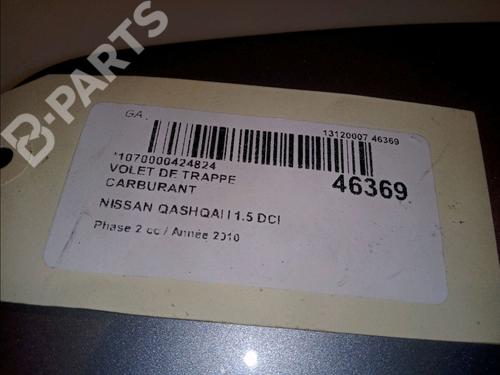 B-PARTS
GA.
13120007 46369
*1070000424824
VOLET DE TRAPPE
CARBURANT
46369
NISSAN QASHQAI I 1.5 DCI
Phase 2 cc / Année 2010